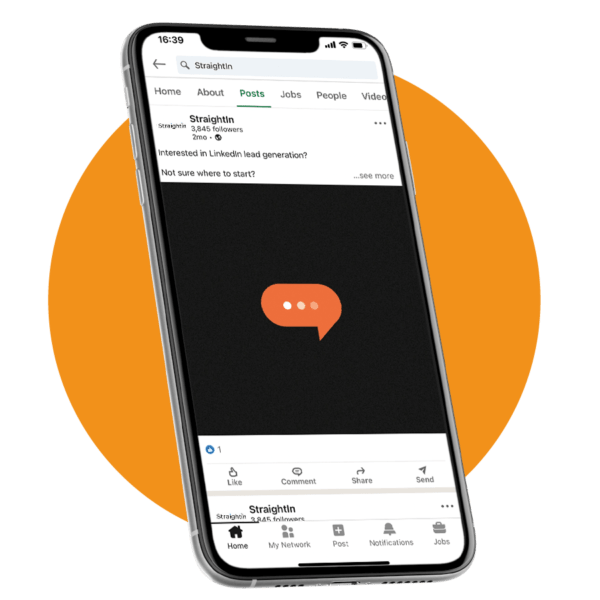 16:39
StraightIn
Home About Posts Jobs People Video
StraightIn
StraightIn
3,845 followers
2mo •
Interested in LinkedIn lead generation?
Not sure where to start?
...see more
1
Like Comment Share Send
StraightIn
StraightIn
3,845 followers
Home My Network Post Notifications Jobs